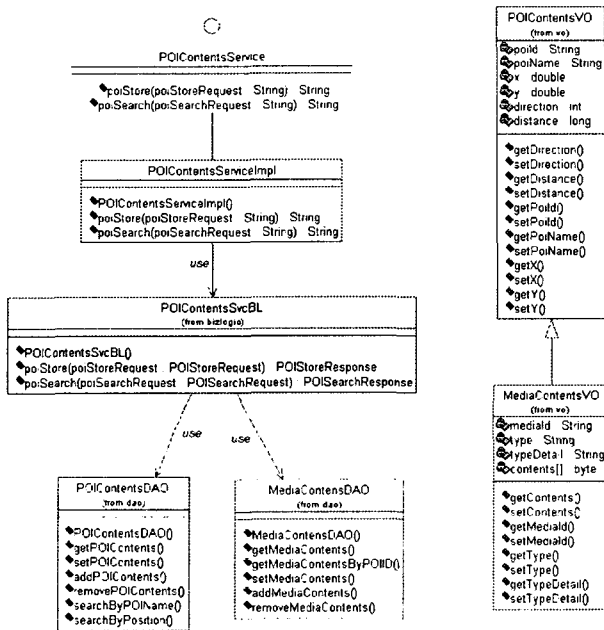 POIContentsService
poiStore(poiStoreRequest String) String
poiSearch(poiSearchRequest String) String
POIContentsServiceImpl
POIContentsServiceImpl()
poiStore(poiStoreRequest String) String
poiSearch(poiSearchRequest String) String
use
POIContentsSvcBL
(from bizlogic)
POIContentsSvcBL()
poiStore(poiStoreRequest POIStoreRequest) POIStoreResponse
poiSearch(poiSearchRequest POISearchRequest) POISearchResponse
use
use
POIContentsDAO
(from dao)
POIContentsDAO()
getPOIContents()
setPOIContents()
addPOIContents()
removePOIContents()
searchByPOIName()
searchByPosition()
MediaContensDAO
(from dao)
MediaContensDAO()
getMediaContents()
getMediaContentsByPOIID()
setMediaContents()
addMediaContents()
removeMediaContents()
POIContentsVO
(from vo)
poiId String
poiName String
x double
y double
direction int
distance long
getDirection()
setDirection()
getDistance()
setDistance()
getPoiId()
setPoiId()
getPoiName()
setPoiName()
getX()
setX()
getY()
setY()
MediaContentsVO
(from vo)
mediaId String
type String
typeDetail String
contents[] byte
getContents()
setContents()
getMediaId()
setMediaId()
getType()
setType()
getTypeDetail()
setTypeDetail()